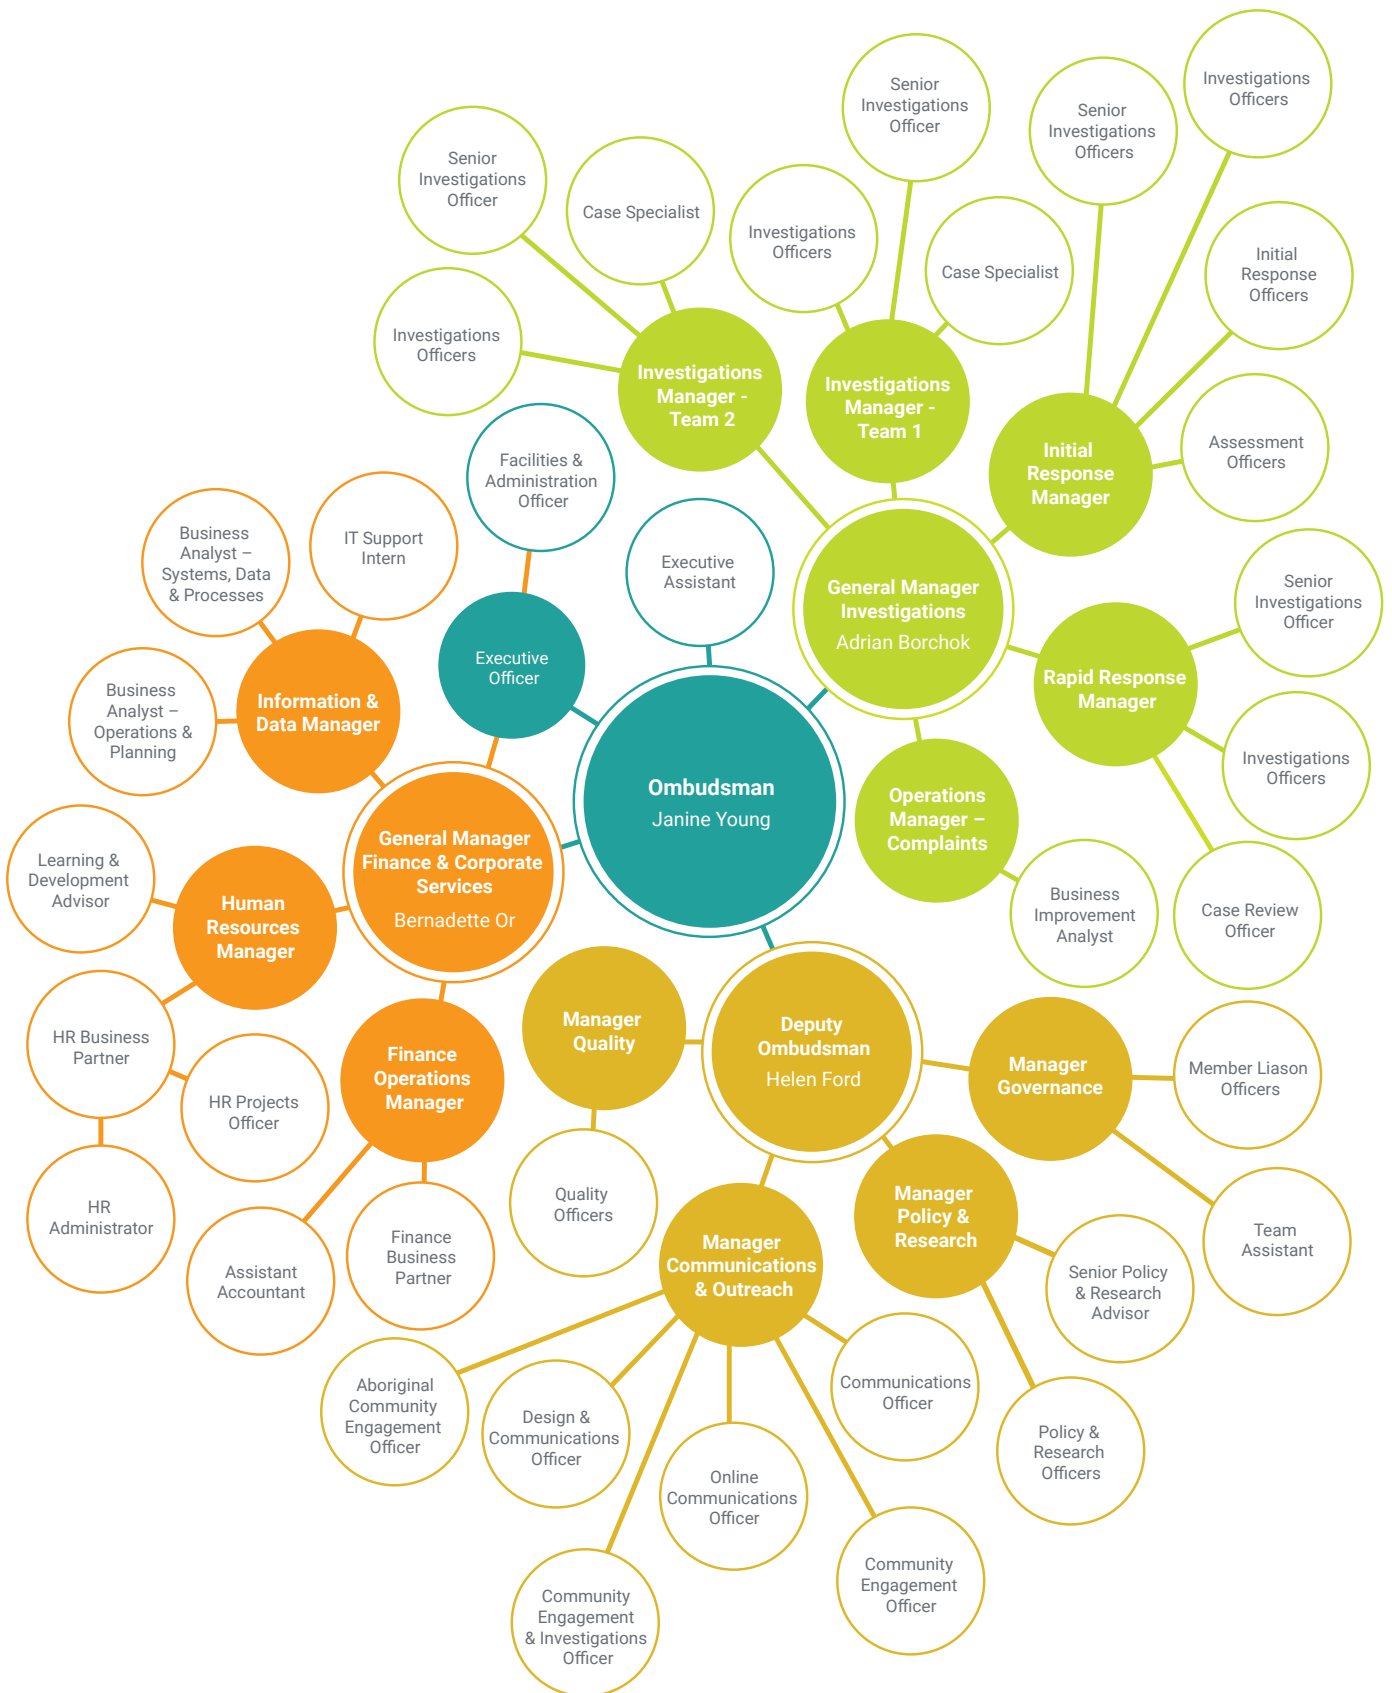 Investigations
Officers
Senior
Investigations
Officer
Senior
Investigations
Officers
Senior
Investigations
Officer
Case Specialist
Investigations
Officers
Case Specialist
Initial
Response
Officers
Investigations
Officers
Investigations
Manager -
Team 2
Investigations
Manager -
Team 1
Initial
Response
Manager
Assessment
Officers
Facilities &
Administration
Officer
Business
Analyst –
Systems, Data
& Processes
IT Support
Intern
Executive
Assistant
General Manager
Investigations
Adrian Borchok
Senior
Investigations
Officer
Executive
Officer
Information &
Data Manager
Business
Analyst –
Operations &
Planning
Rapid Response
Manager
Investigations
Officers
Ombudsman
Janine Young
Operations
Manager –
Complaints
General Manager
Finance & Corporate
Services
Bernadette Or
Learning &
Development
Advisor
Human
Resources
Manager
Business
Improvement
Analyst
Case Review
Officer
HR Business
Partner
HR Projects
Officer
Finance
Operations
Manager
Manager
Quality
Deputy
Ombudsman
Helen Ford
Manager
Governance
Member Liason
Officers
HR
Administrator
Assistant
Accountant
Finance
Business
Partner
Quality
Officers
Manager
Communications
& Outreach
Manager
Policy &
Research
Team
Assistant
Senior Policy
& Research
Advisor
Aboriginal
Community
Engagement
Officer
Design &
Communications
Officer
Online
Communications
Officer
Communications
Officer
Policy &
Research
Officers
Community
Engagement
& Investigations
Officer
Community
Engagement
Officer